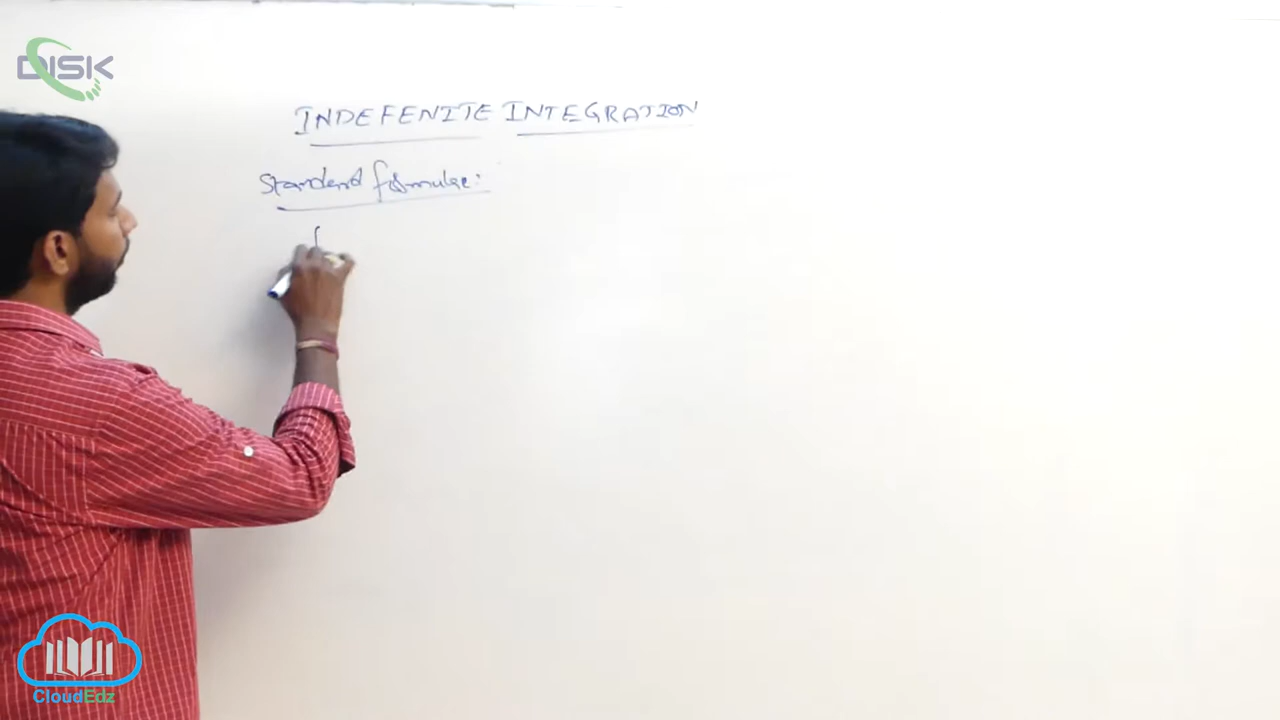 DISK
INDEFENITE INTEGRATION
Standard formulae:
∫
CloudEdz